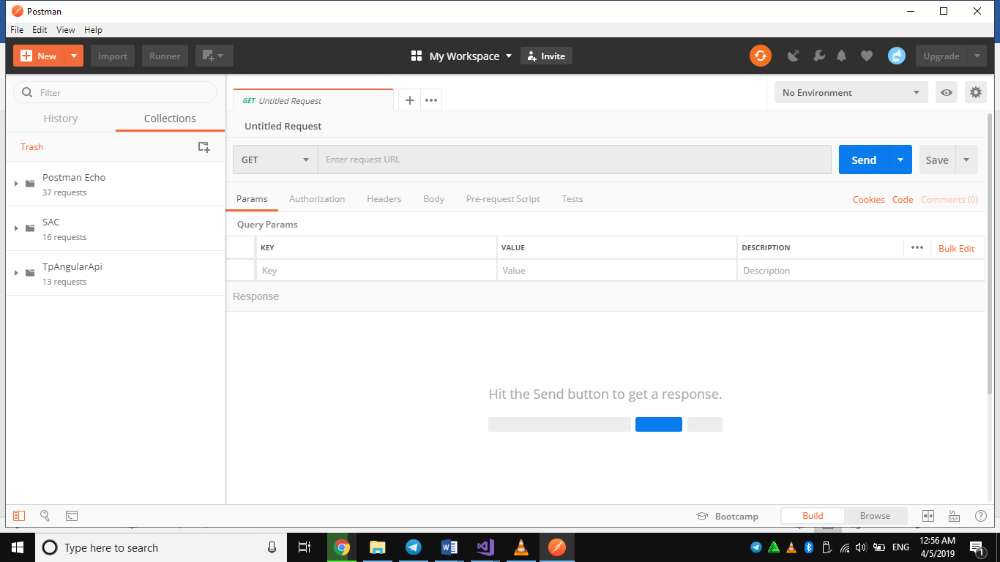 Postman
File Edit View Help
New Import Runner My Workspace Invite Upgrade
Filter
History Collections
Trash
Postman Echo
37 requests
SAC
16 requests
TpAngularApi
13 requests
GET Untitled Request
No Environment
Untitled Request
GET Enter request URL Send Save
Params Authorization Headers Body Pre-request Script Tests Cookies Code Comments (0)
Query Params
KEY VALUE DESCRIPTION Bulk Edit
Key Value Description
Response
Hit the Send button to get a response.
Bootcamp Build Browse
Type here to search
ENG
12:56 AM
4/5/2019
1